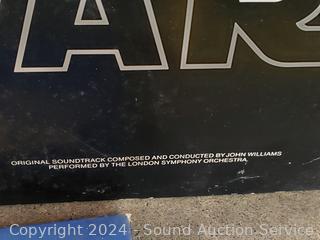 AR
ORIGINAL SOUNDTRACK COMPOSED AND CONDUCTED BY JOHN WILLIAMS
PERFORMED BY THE LONDON SYMPHONY ORCHESTRA.
Copyright 2024 - Sound Auction Service